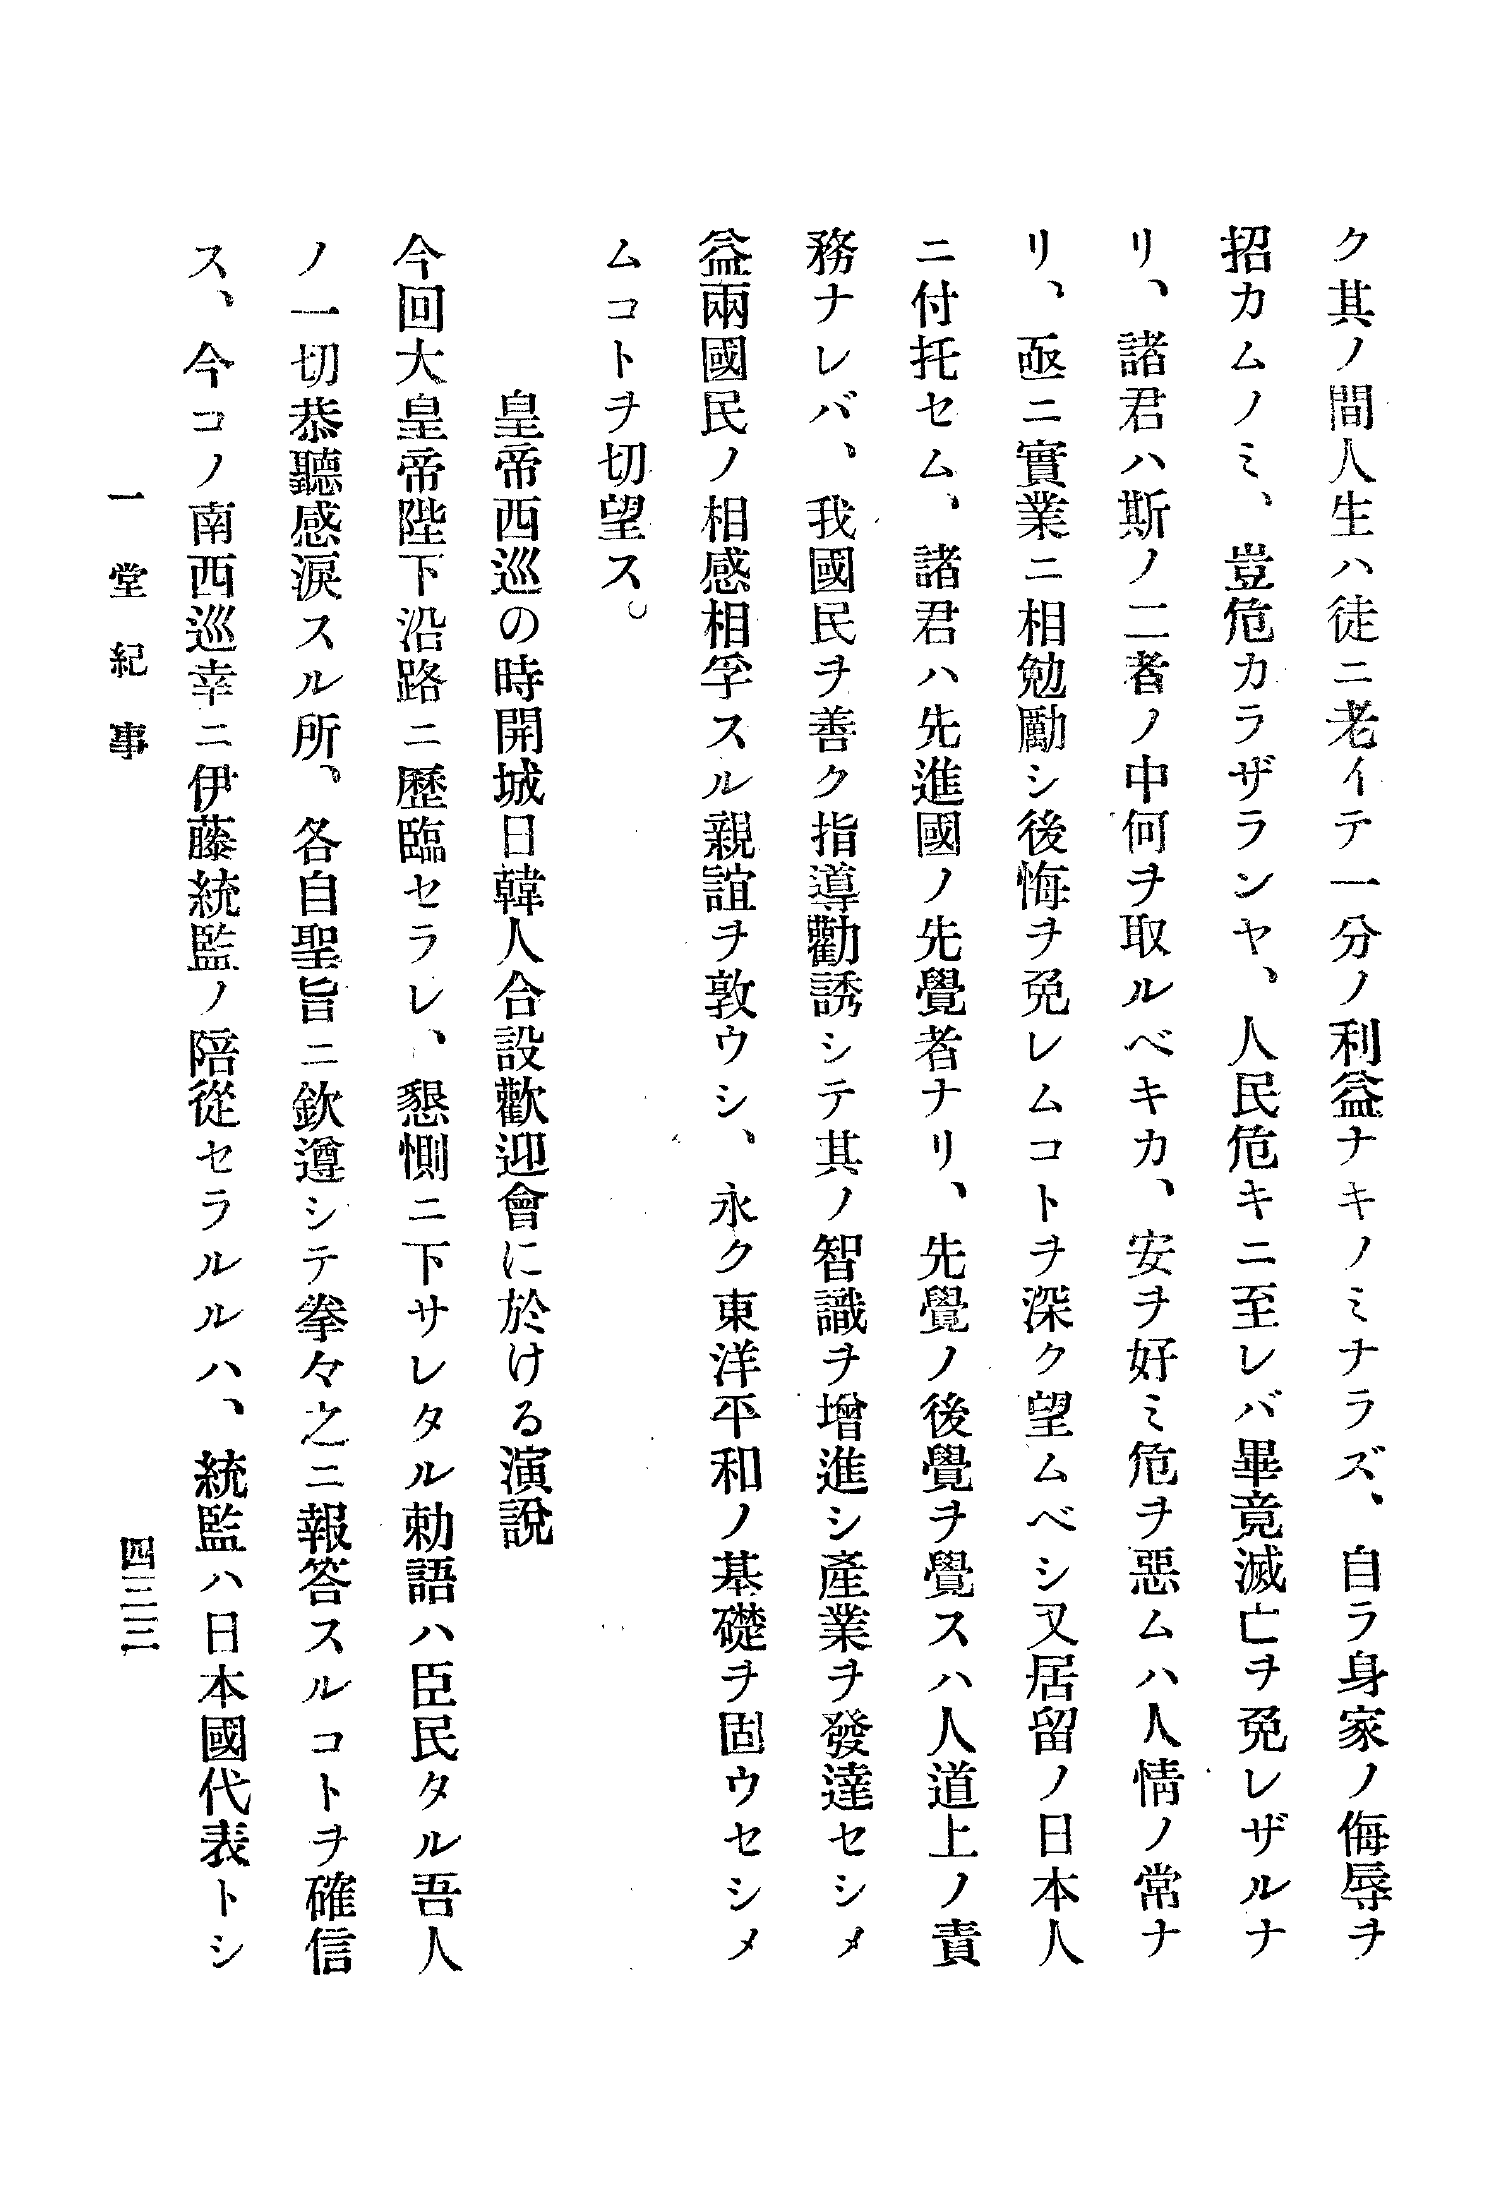 ク其ノ間人生ハ徒ニ老イテ一分ノ利益ナキノミナラズ、自ラ身家ノ侮辱ヲ
招カムノミ、豈危カラザランヤ、人民危キニ至レバ畢竟滅亡ヲ免レザルナ
リ、諸君ハ斯ノ二者ノ中何ヲ取ルベキカ、安ヲ好ミ危ヲ惡ムハ人情ノ常ナ
リ、亟ニ實業ニ相勉勵シ後悔ヲ免レムコトヲ深ク望ムベシ又居留ノ日本人
ニ付托セム、諸君ハ先進國ノ先覺者ナリ、先覺ノ後覺ヲ覺スハ人道上ノ責
務ナレバ、我國民ヲ善ク指導勸誘シテ其ノ智識ヲ增進シ產業ヲ發達セシメ
益兩國民ノ相感相孚スル親誼ヲ敦ウシ、永ク東洋平和ノ基礎ヲ固ウセシメ
ムコトヲ切望ス。
皇帝西巡の時開城日韓人合設歡迎會に於ける演說
今回大皇帝陛下沿路ニ歷臨セラレ、懇惻ニ下サレタル勅語ハ臣民タル吾人
ノ一切恭聽感淚スル所、各自聖旨ニ欽遵シテ拳々之ニ報答スルコトヲ確信
ス、今コノ南西巡幸ニ伊藤統監ノ陪從セラルルハ、統監ハ日本國代表トシ
一堂紀事
四三三